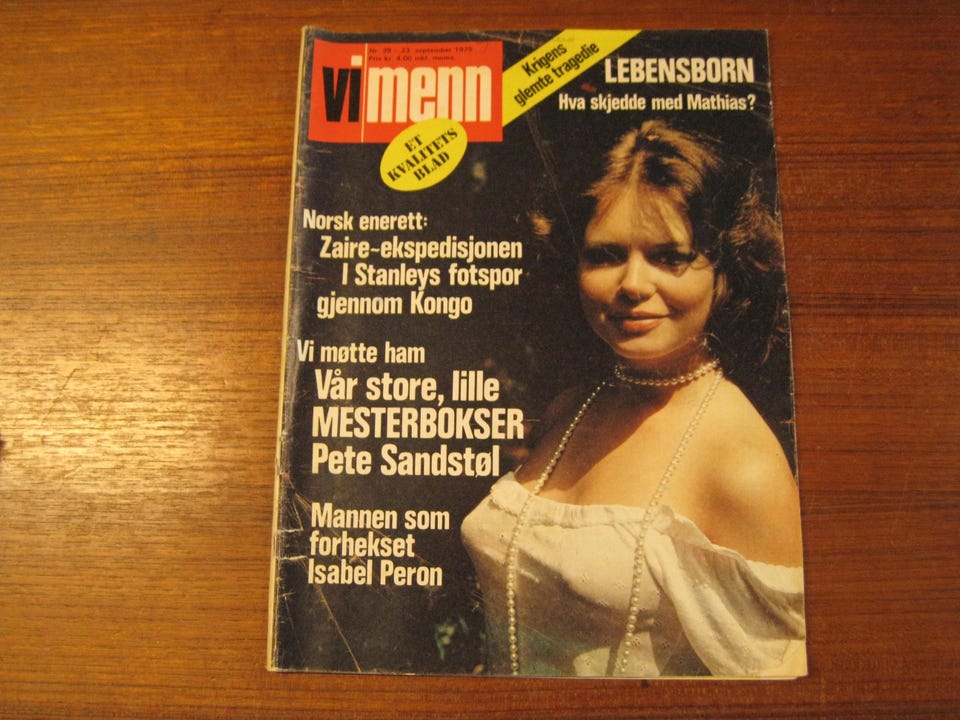 Nr. 39 - 23. september 1975
Pris kr. 4.00 inkl. moms
vi menn
ET
KVALITETS
BLAD
Krigens
glemte tragedie
LEBENSBORN
Hva skjedde med Mathias?
Norsk enerett:
Zaire-ekspedisjonen
I Stanleys fotspor
gjennom Kongo
Vi møtte ham
Vår store, lille
MESTERBOKSER
Pete Sandstøl
Mannen som
forhekset
Isabel Peron